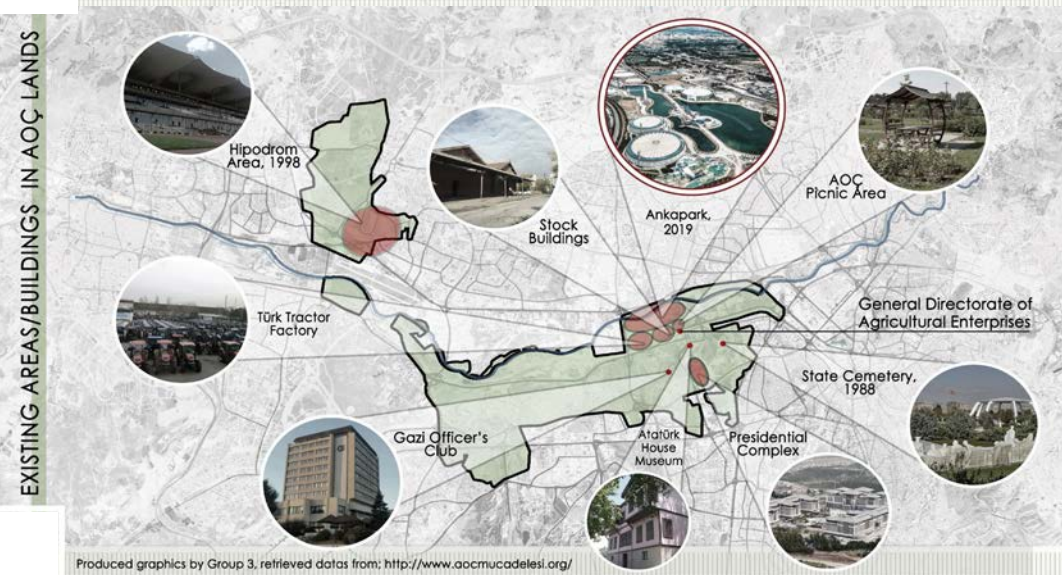 EXISTING AREAS/BUILDINGS IN AOÇ LANDS
Hipodrom
Area, 1998
Stock
Buildings
Ankapark,
2019
AOÇ
Picnic Area
Türk Tractor
Factory
General Directorate of
Agricultural Enterprises
State Cemetery,
1988
Gazi Officer's
Club
Atatürk
House
Museum
Presidential
Complex
Produced graphics by Group 3, retrieved datas from; http://www.aocmucadelesi.org/